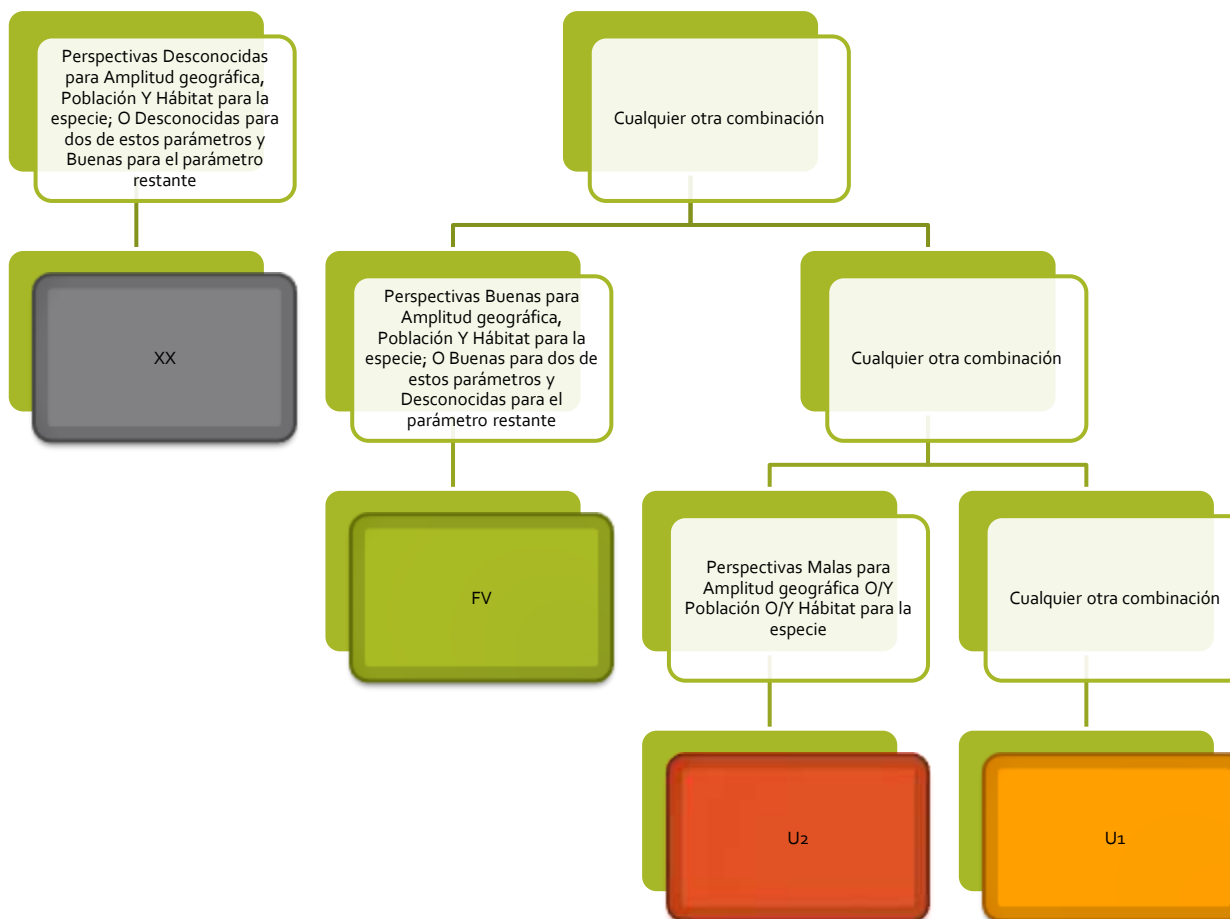 Perspectivas Desconocidas
para Amplitud geográfica,
Población Y Hábitat para la
especie; O Desconocidas para
dos de estos parámetros y
Buenas para el parámetro
restante
Cualquier otra combinación
XX
Perspectivas Buenas para
Amplitud geográfica,
Población Y Hábitat para la
especie; O Buenas para dos de
estos parámetros y
Desconocidas para el
parámetro restante
Cualquier otra combinación
FV
Perspectivas Malas para
Amplitud geográfica O/Y
Población O/Y Hábitat para la
especie
Cualquier otra combinación
U2
U1